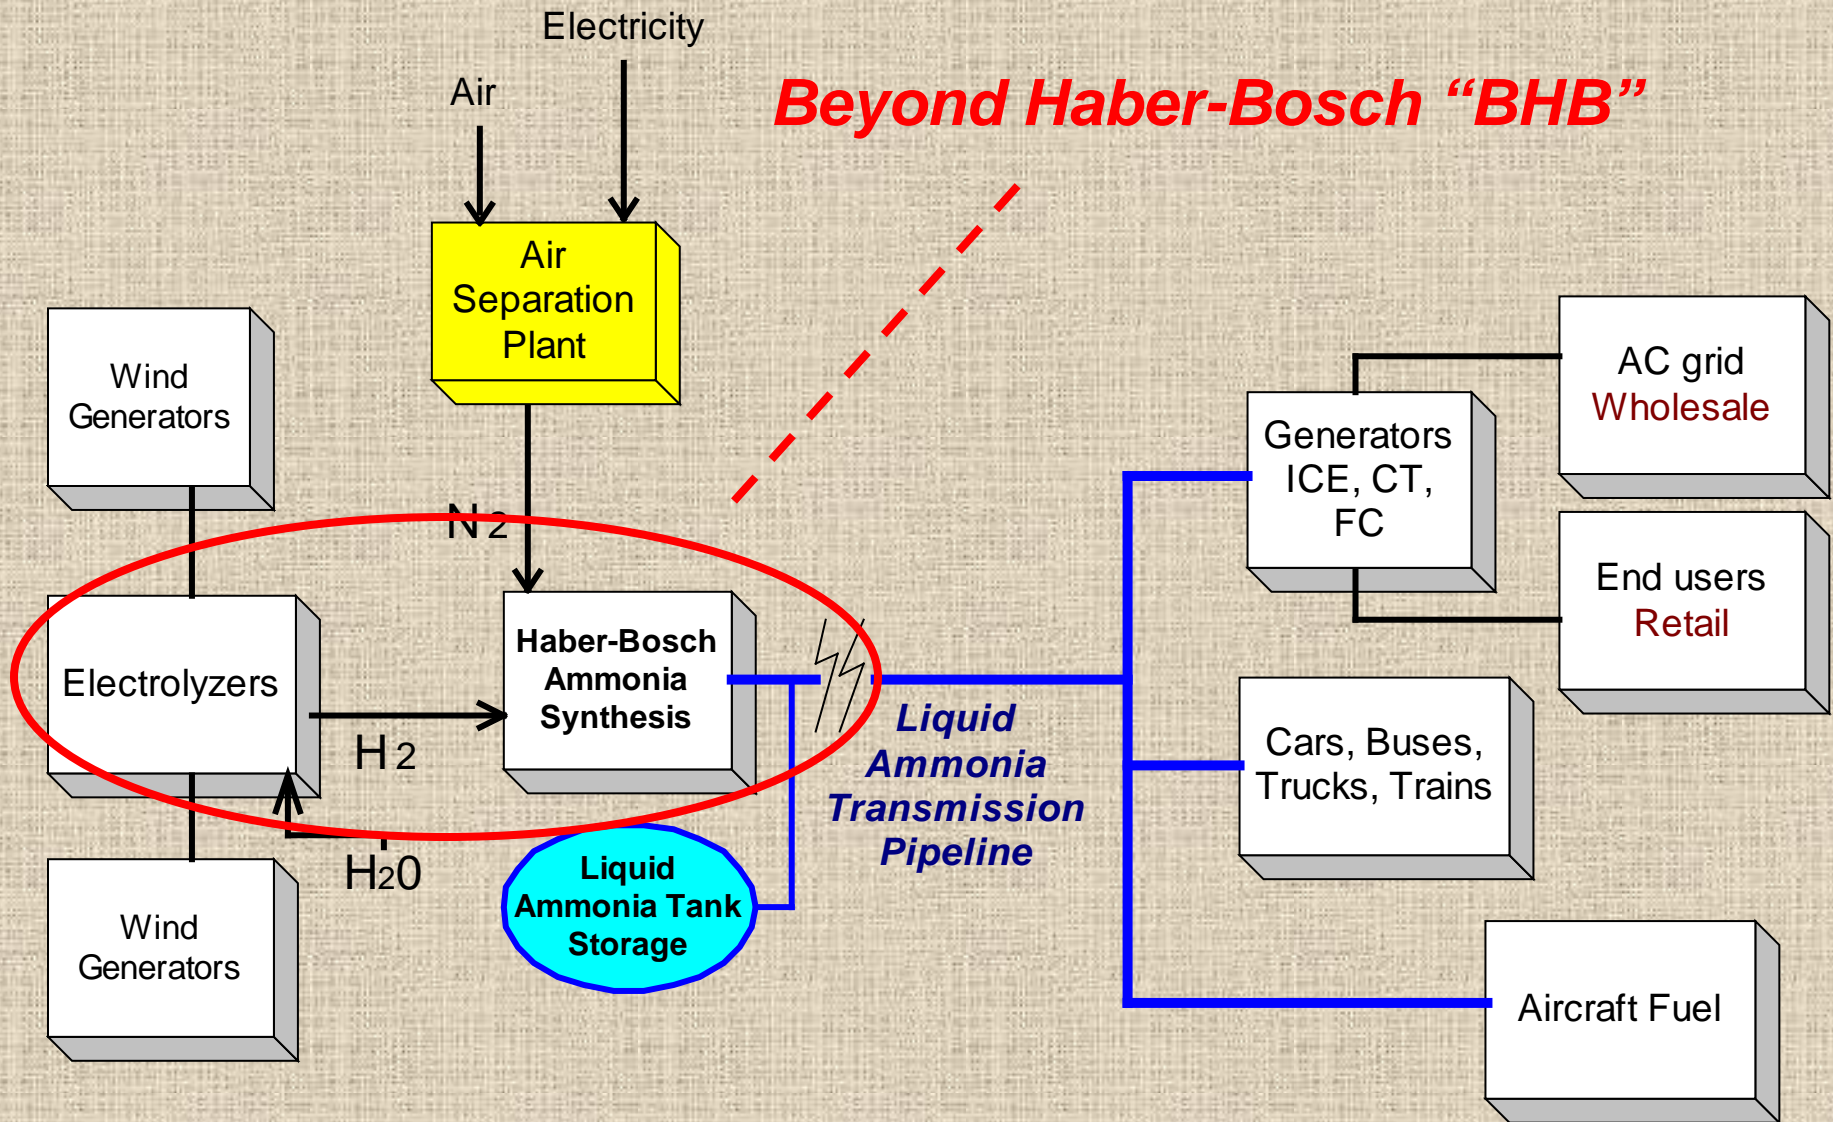 Electricity
Air
Beyond Haber-Bosch “BHB”
Air
Separation
Plant
Wind
Generators
N2
AC grid
Wholesale
Generators
ICE, CT,
FC
End users
Retail
Electrolyzers
H2
H20
Haber-Bosch
Ammonia
Synthesis
Liquid
Ammonia
Transmission
Pipeline
Cars, Buses,
Trucks, Trains
Wind
Generators
Liquid
Ammonia Tank
Storage
Aircraft Fuel